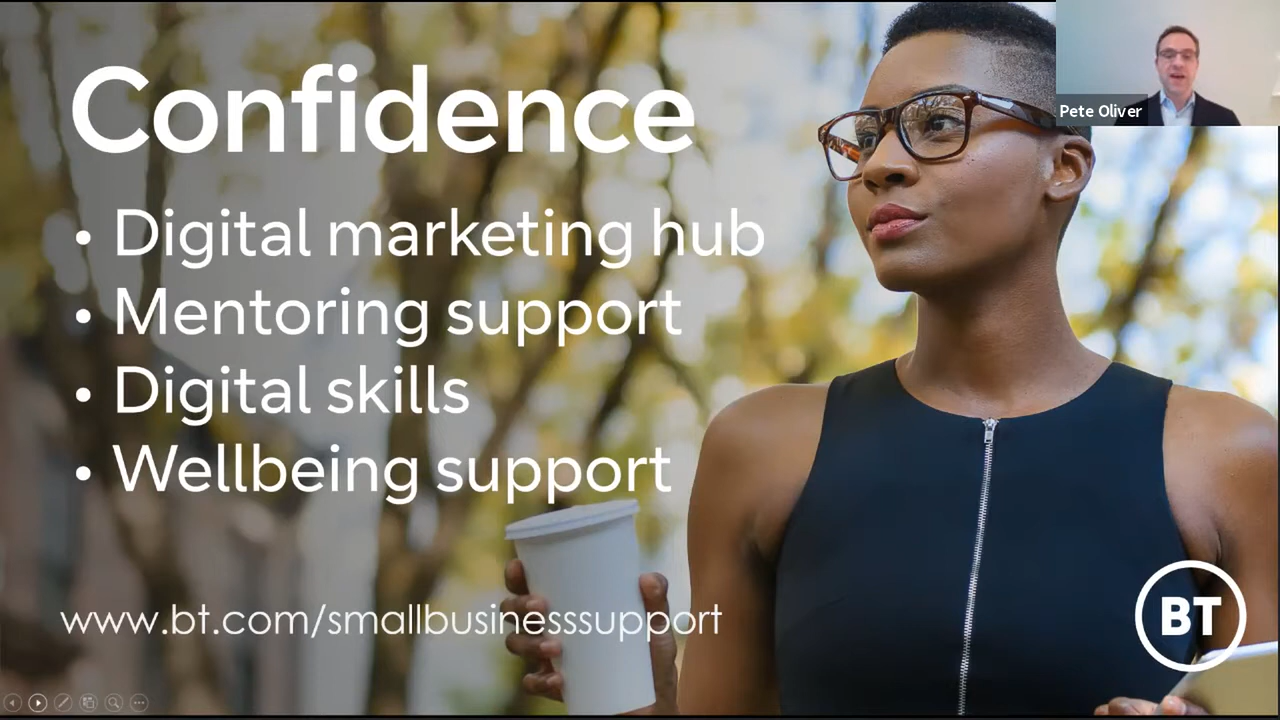 Confidence
Pete Oliver
• Digital marketing hub
• Mentoring support
• Digital skills
• Wellbeing support
www.bt.com/smallbusinesssupport
BT